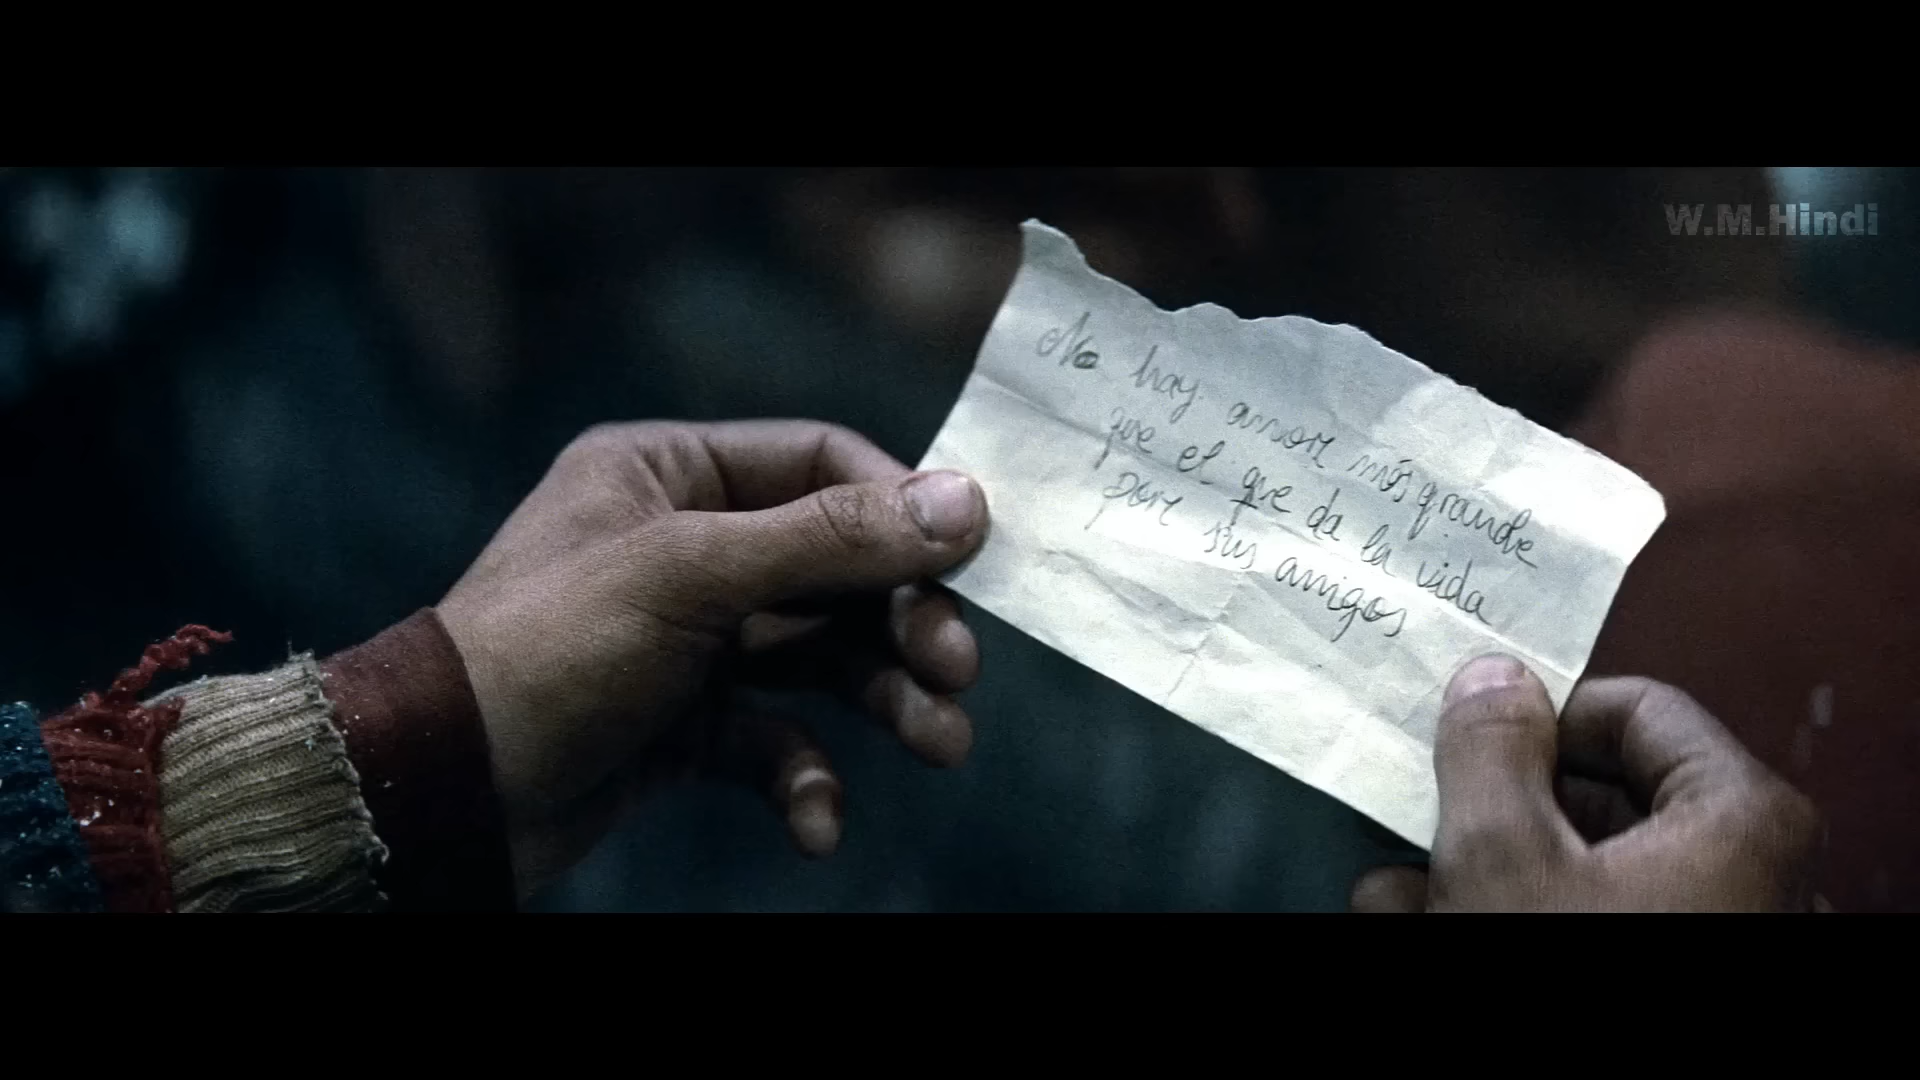 W.M.Hindi
No hay amor más grande
que el que da la vida
por sus amigos